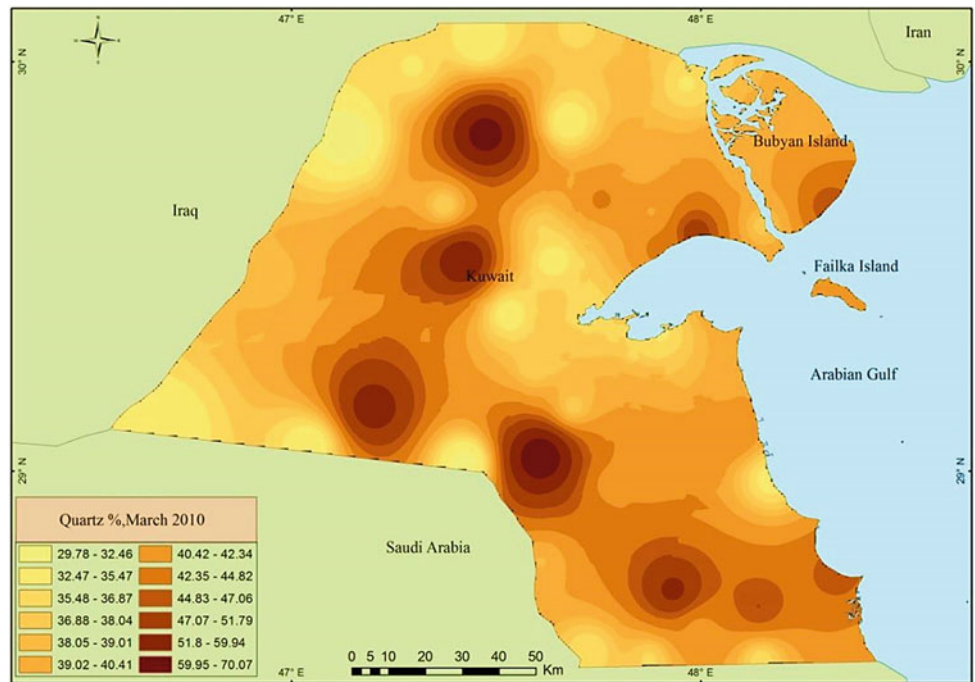 47° E
48° E
Iran
30° N
30° N
Bubyan Island
Iraq
Failka Island
Kuwait
Arabian Gulf
29° N
29° N
Quartz %,March 2010
Saudi Arabia
29.78 - 32.46
40.42 - 42.34
32.47 - 35.47
42.35 - 44.82
35.48 - 36.87
44.83 - 47.06
36.88 - 38.04
47.07 - 51.79
38.05 - 39.01
51.8 - 59.94
39.02 - 40.41
59.95 - 70.07
0 5 10 20 30 40 50
Km
47° E
48° E